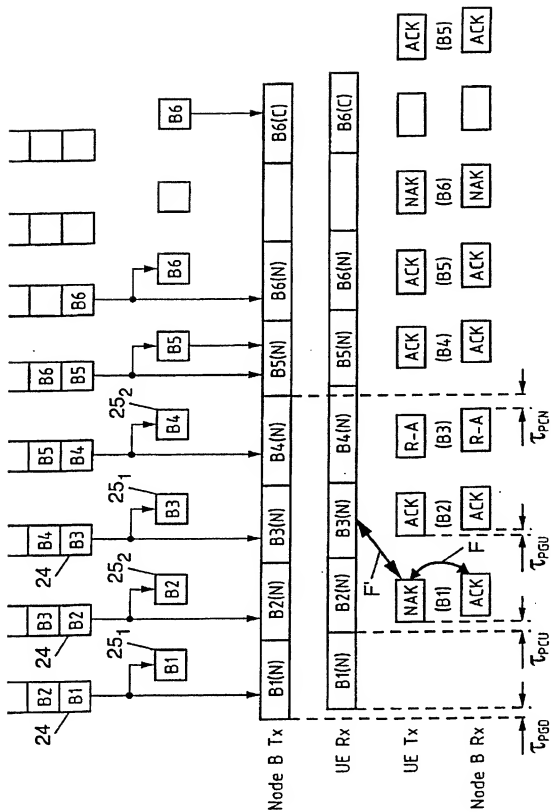 B2 B3 B4 B5 B6
B1 B2 B3 B4 B5 B6
24 24 24
25₁ 25₂ 25₁ 25₂
B1 B2 B3 B4 B5 B6 B6
Node B Tx B1(N) B2(N) B3(N) B4(N) B5(N) B6(N) B6(C)
UE Rx B1(N) B2(N) B3(N) B4(N) B5(N) B6(N) B6(C)
F'
UE Tx NAK ACK R-A ACK ACK NAK ACK
(B1) (B2) (B3) (B4) (B5) (B6) (B5)
F
Node B Rx ACK ACK R-A ACK ACK NAK ACK
τPGD τPCU τPGU τPCN